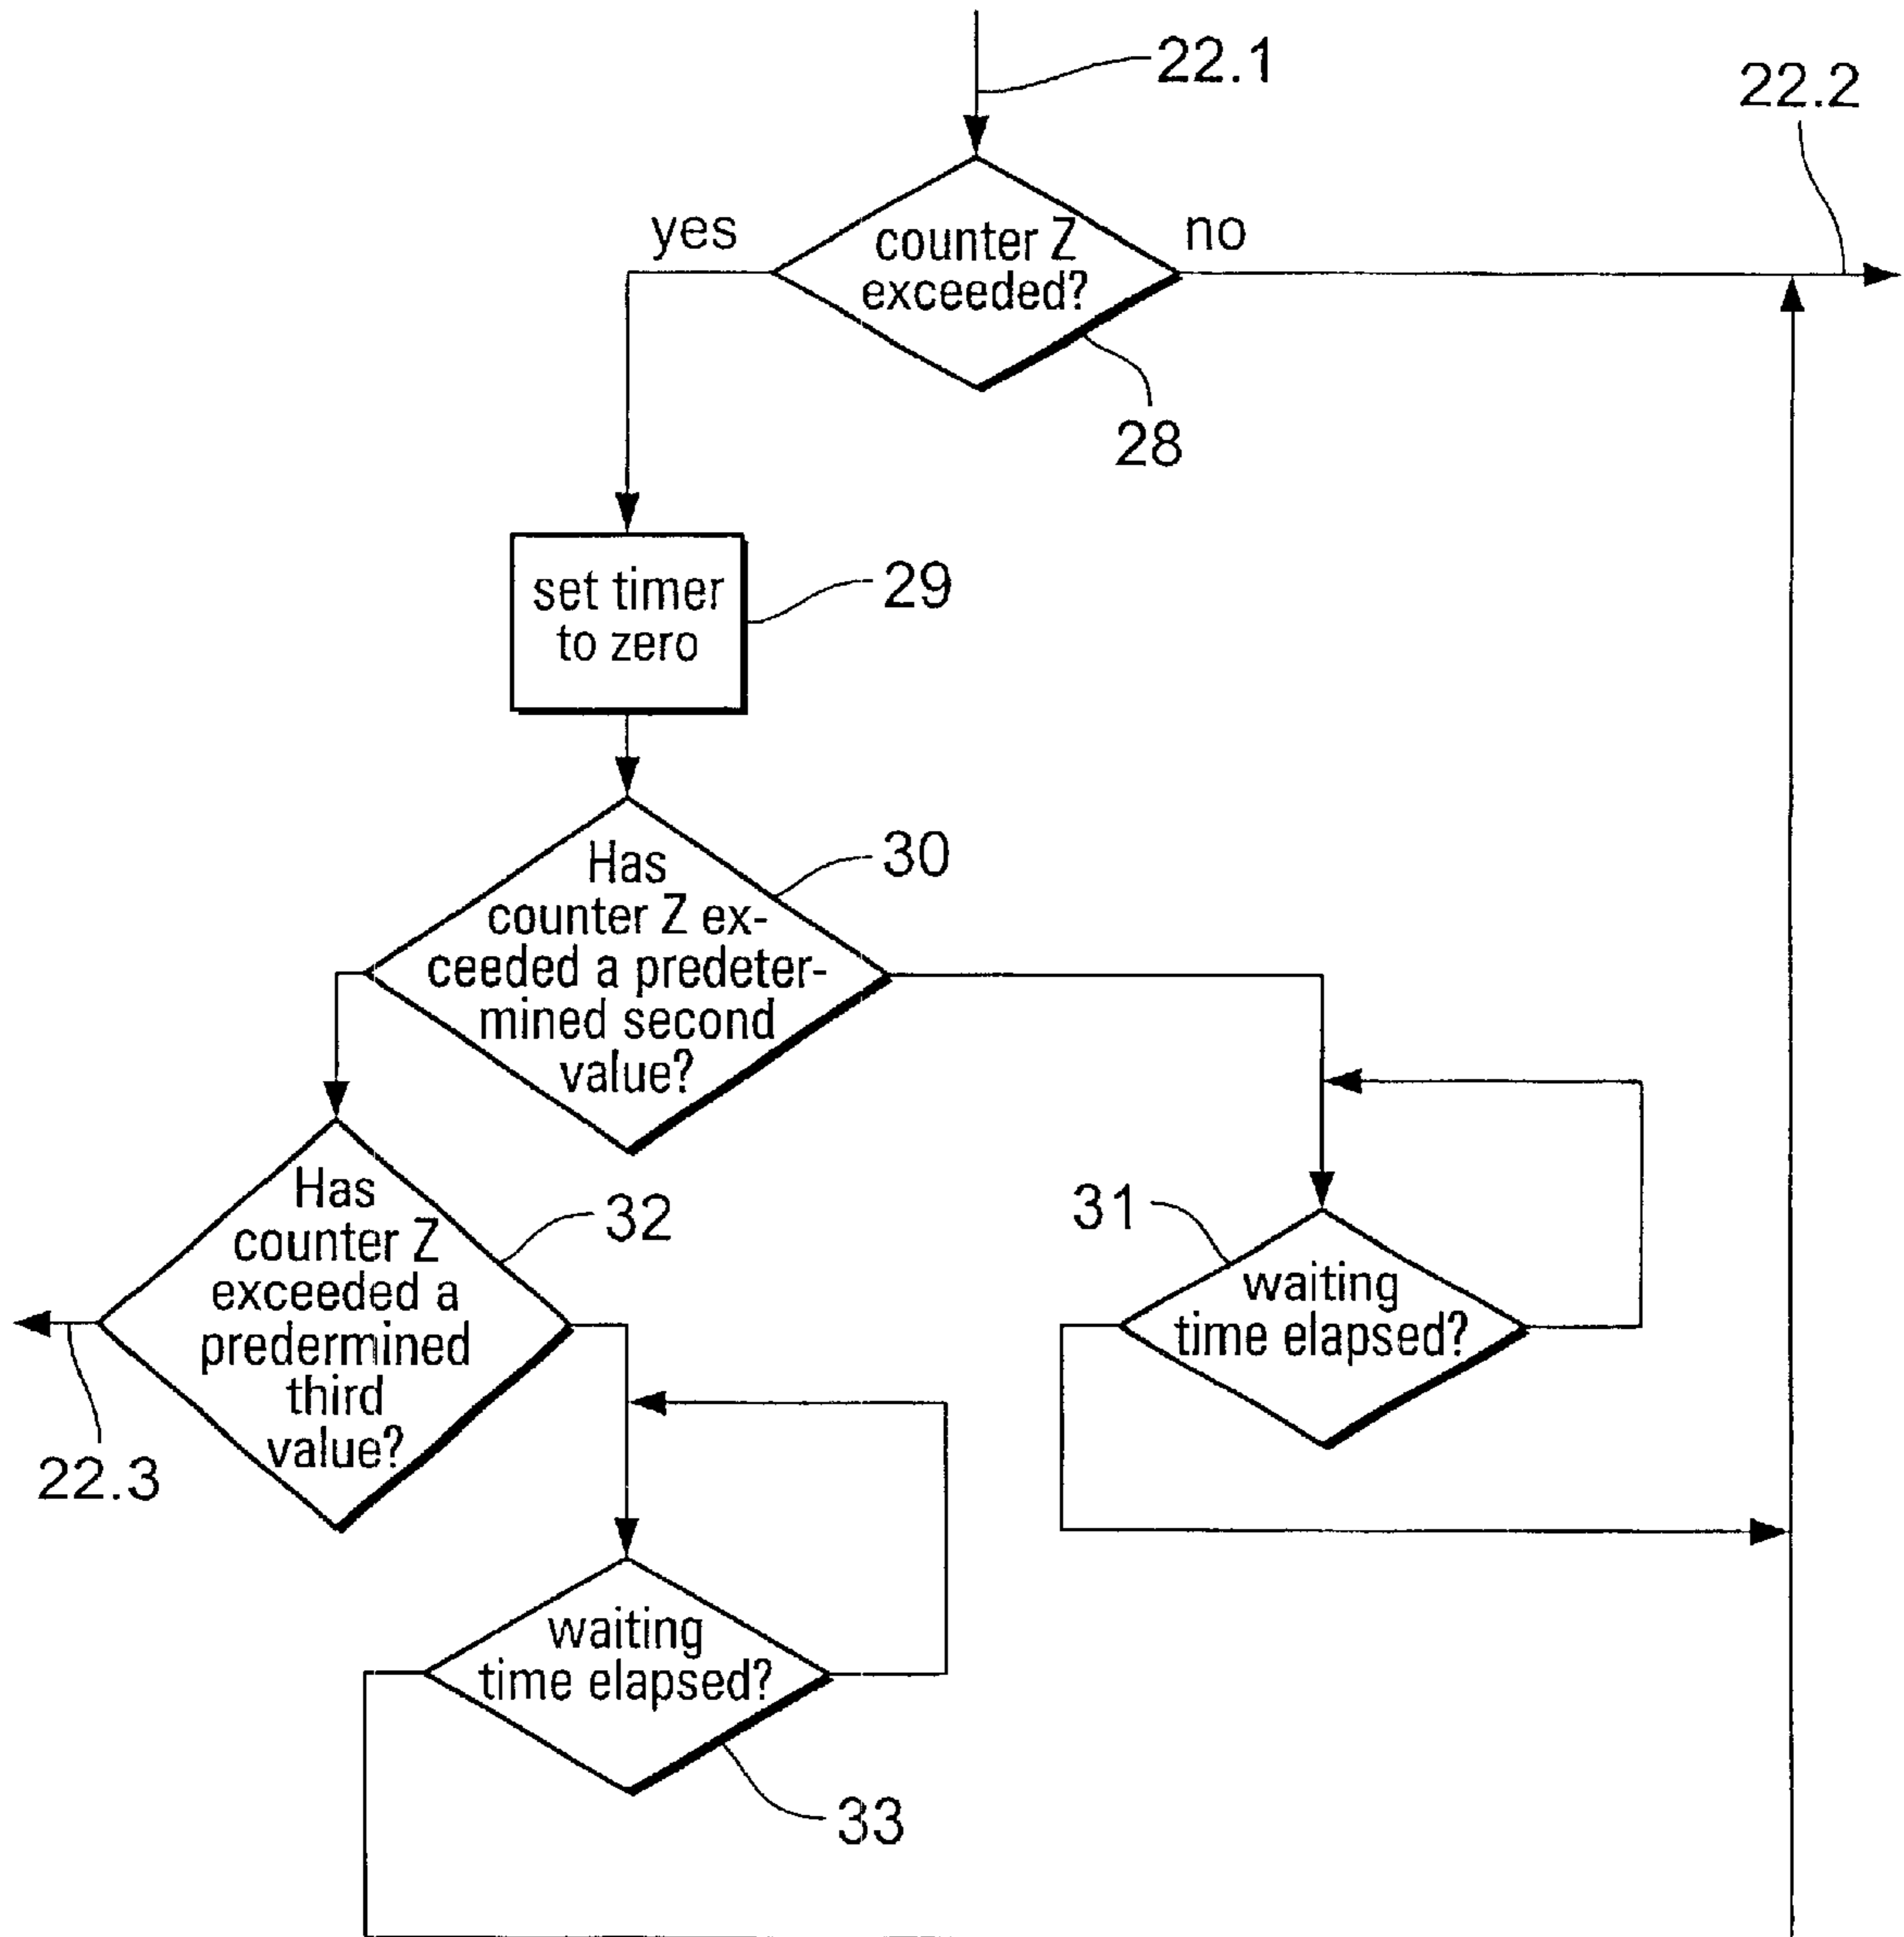 22.1
22.2
yes
counter Z
exceeded?
no
28
set timer
to zero
29
30
Has
counter Z ex-
ceeded a predeter-
mined second
value?
Has
counter Z
exceeded a
predermined
third
value?
32
31
waiting
time elapsed?
22.3
waiting
time elapsed?
33